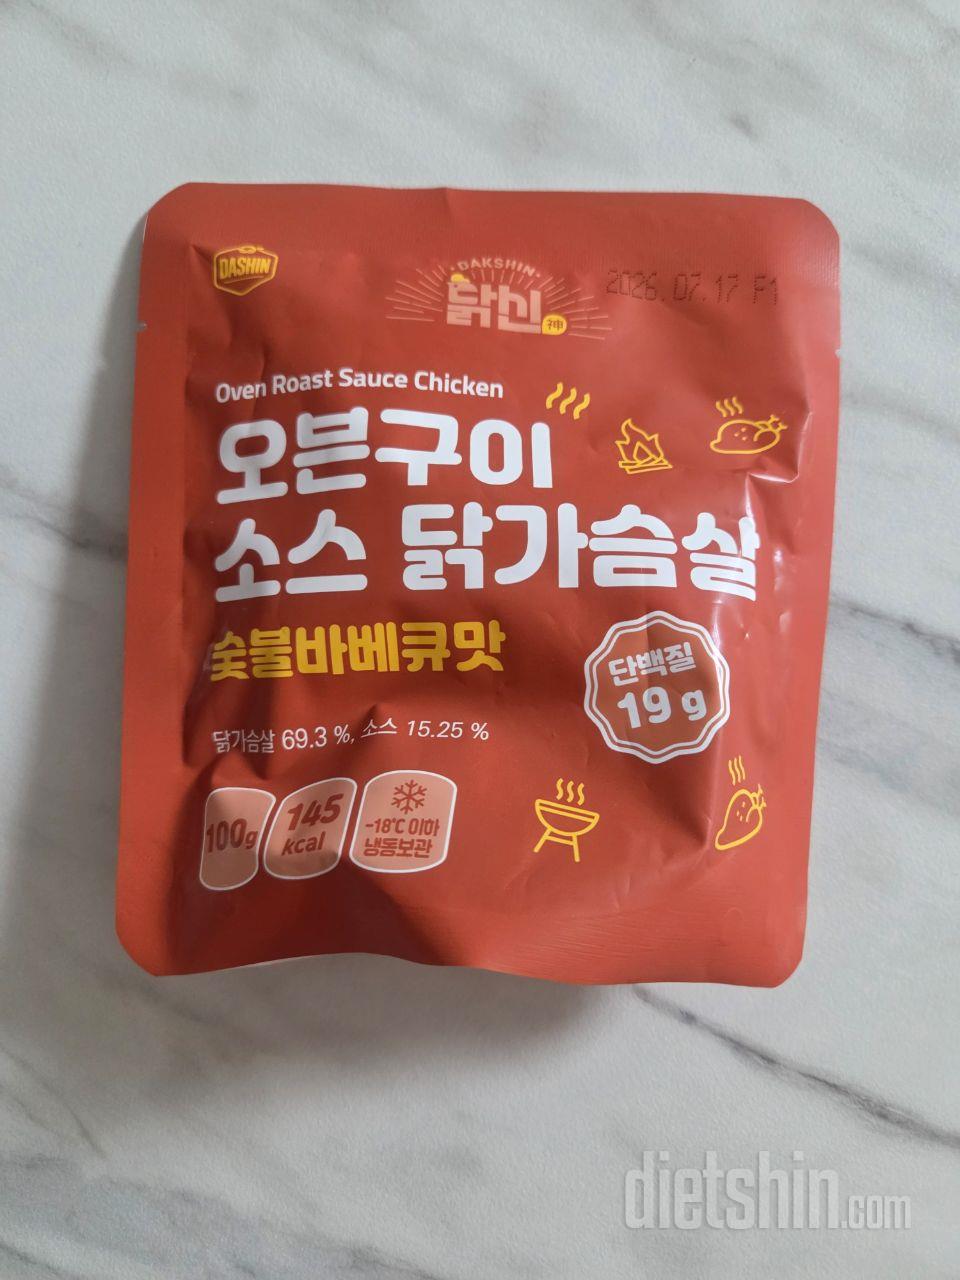 DASHIN
DAKSHIN
닭신
神
2026.07.17 F1
Oven Roast Sauce Chicken
오븐구이
소스 닭가슴살
숯불바베큐맛
단백질
19 g
닭가슴살 69.3 %, 소스 15.25 %
100g
145
kcal
-18℃ 이하
냉동보관
dietshin.com